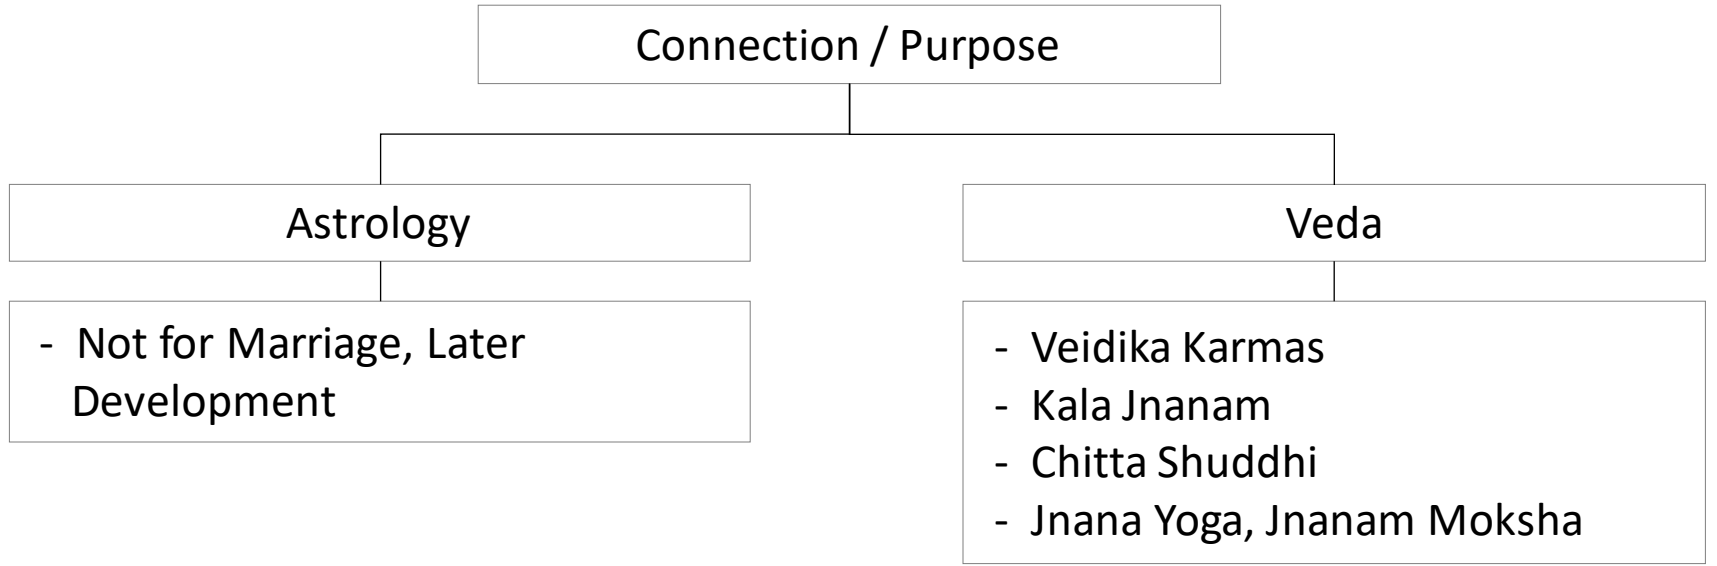 Connection / Purpose
Astrology
- Not for Marriage, Later
Development
Veda
- Veidika Karmas
- Kala Jnanam
- Chitta Shuddhi
- Jnana Yoga, Jnanam Moksha